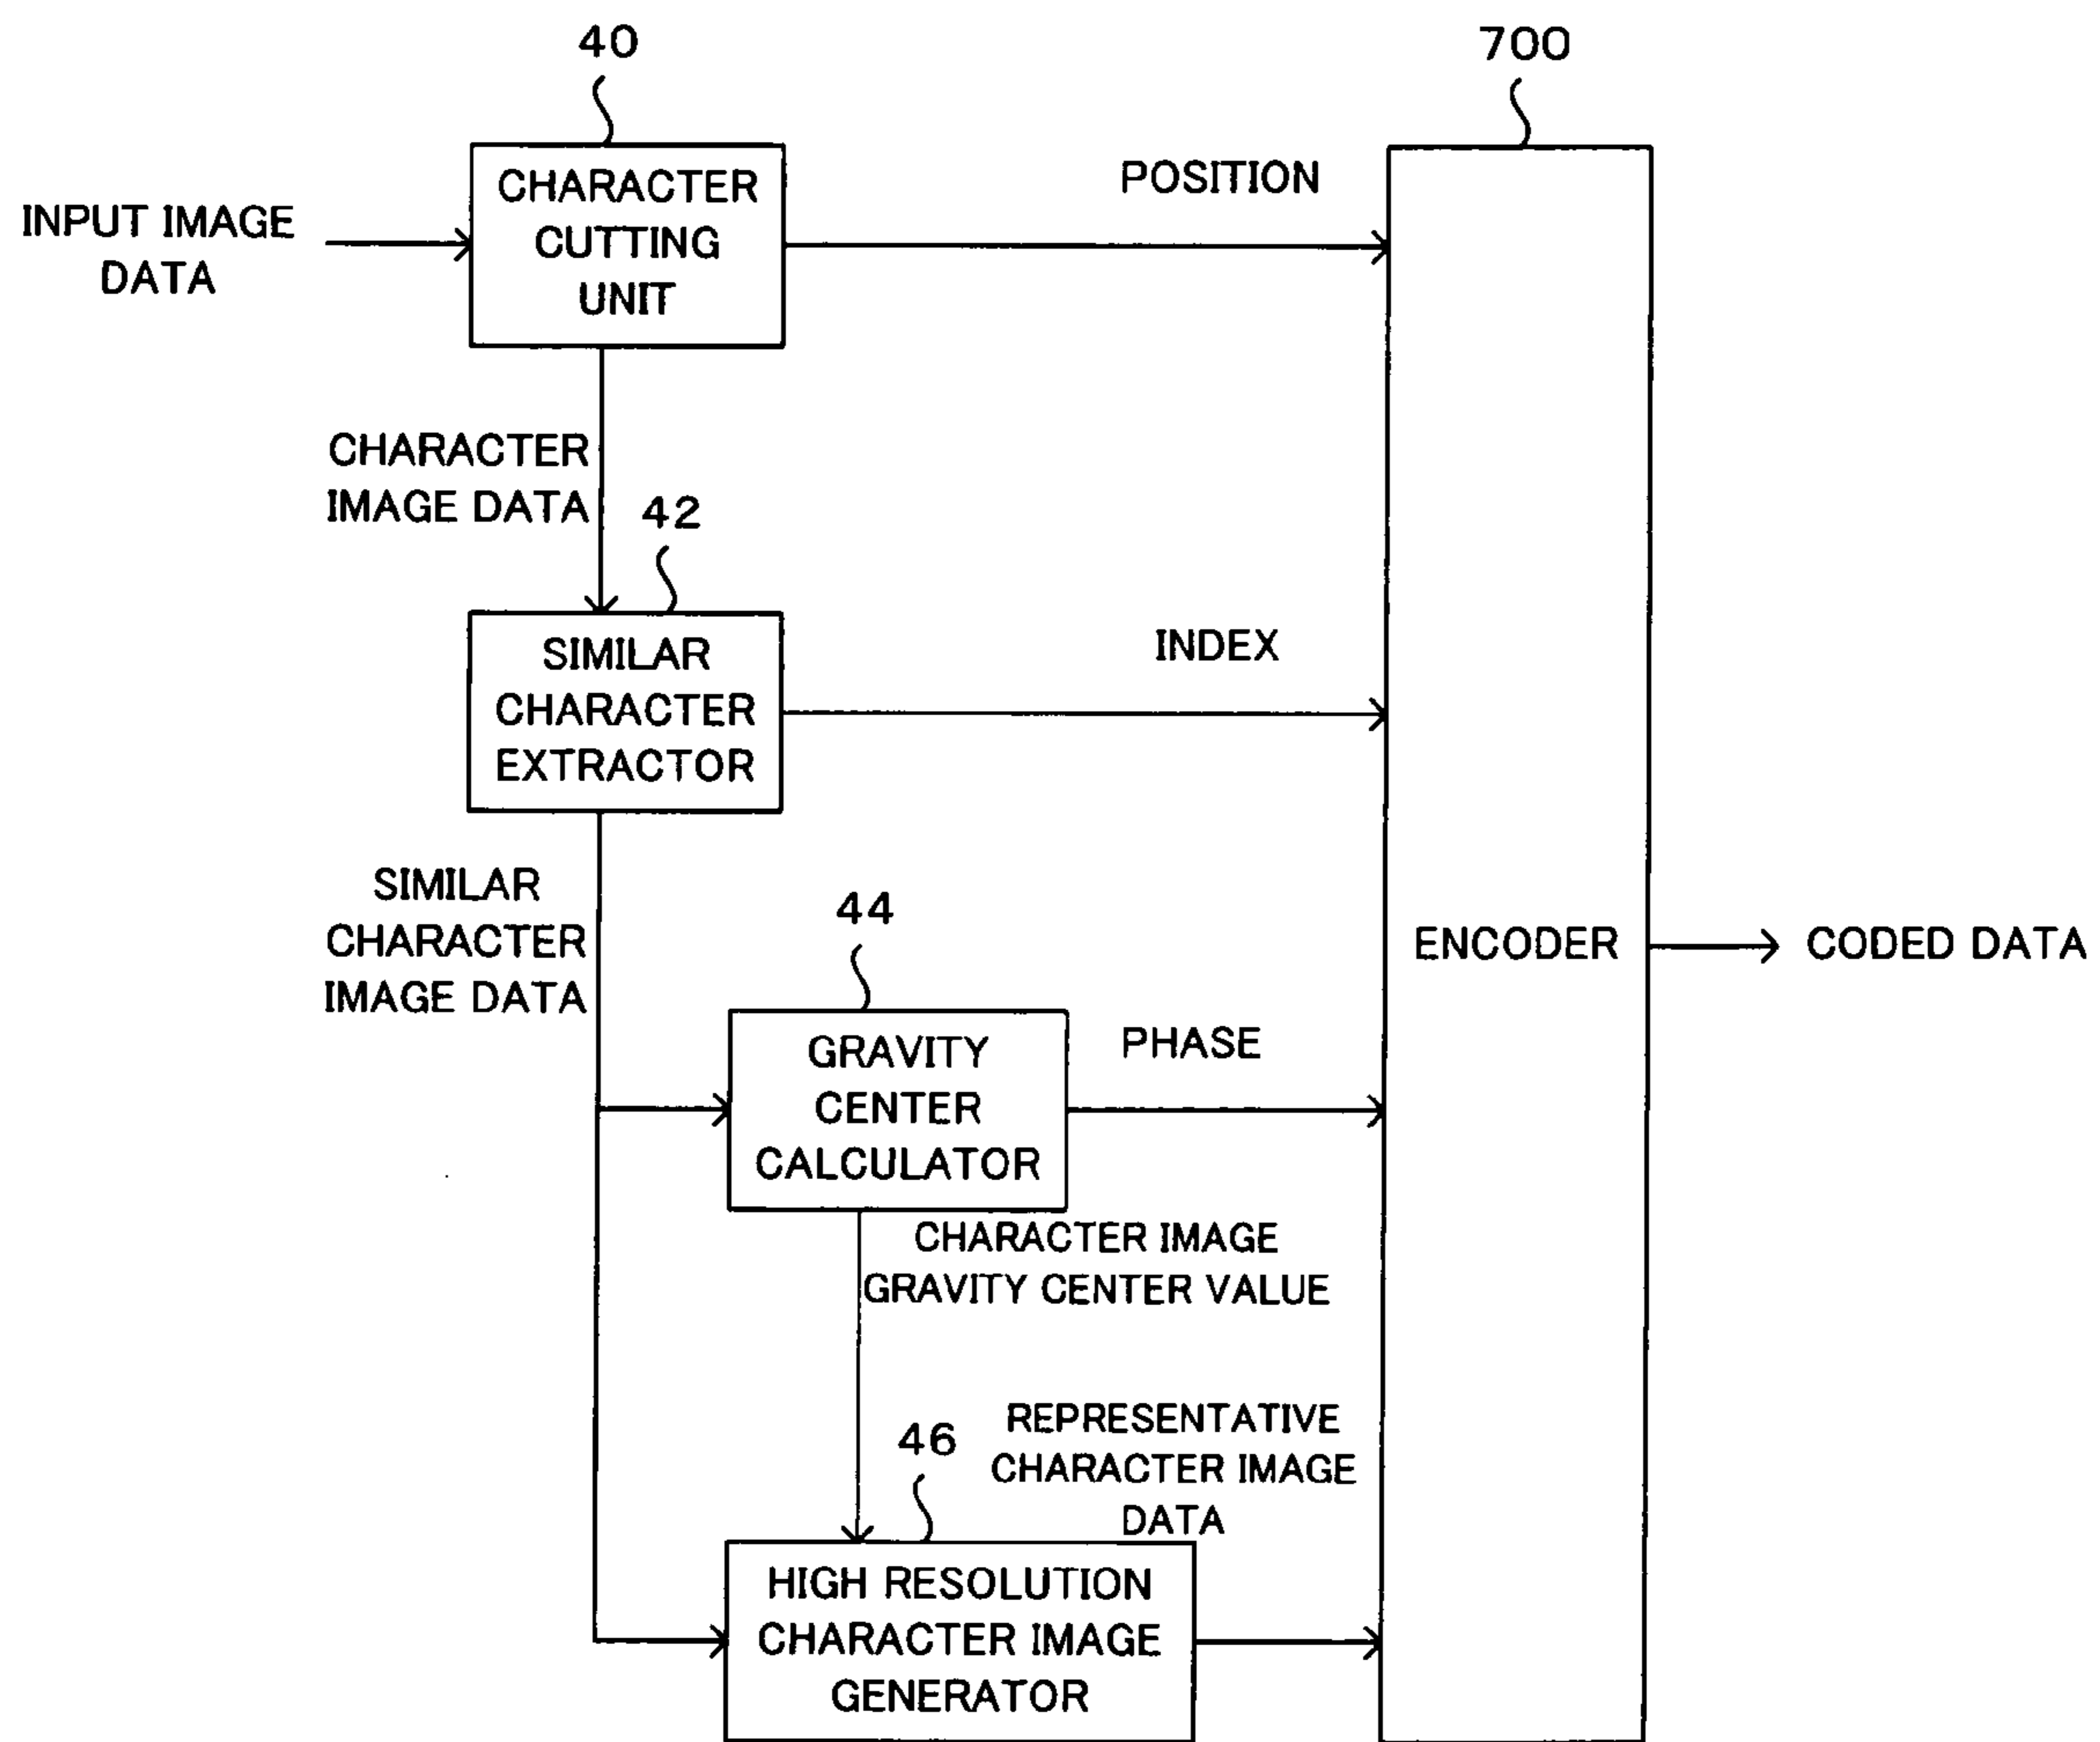 40
700
INPUT IMAGE
DATA
CHARACTER
CUTTING
UNIT
POSITION
CHARACTER
IMAGE DATA
42
SIMILAR
CHARACTER
EXTRACTOR
INDEX
SIMILAR
CHARACTER
IMAGE DATA
44
GRAVITY
CENTER
CALCULATOR
PHASE
ENCODER
CODED DATA
CHARACTER IMAGE
GRAVITY CENTER VALUE
46
REPRESENTATIVE
CHARACTER IMAGE
DATA
HIGH RESOLUTION
CHARACTER IMAGE
GENERATOR